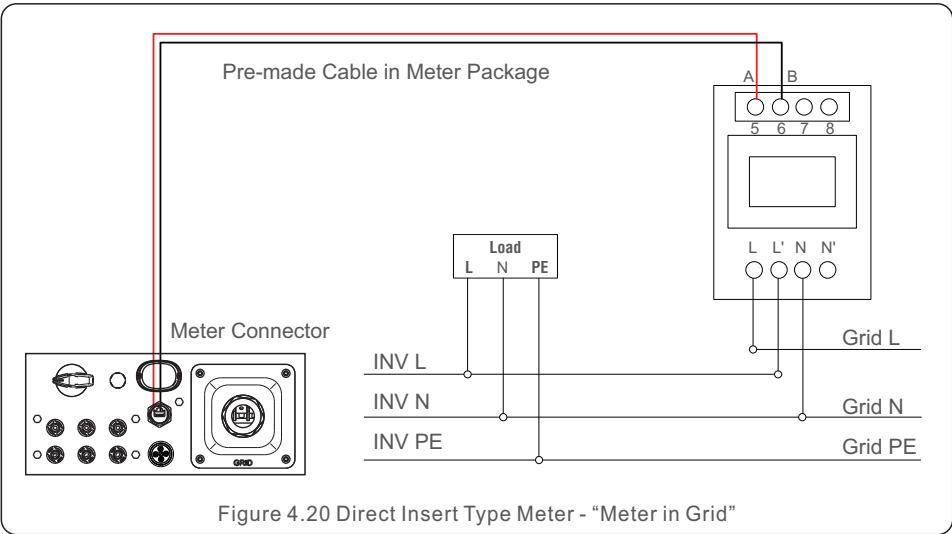 Pre-made Cable in Meter Package
A B
5 6 7 8
Load
L N PE
L L' N N'
Meter Connector
Grid L
INV L
INV N
Grid N
INV PE
Grid PE
GRID
Figure 4.20 Direct Insert Type Meter - “Meter in Grid”